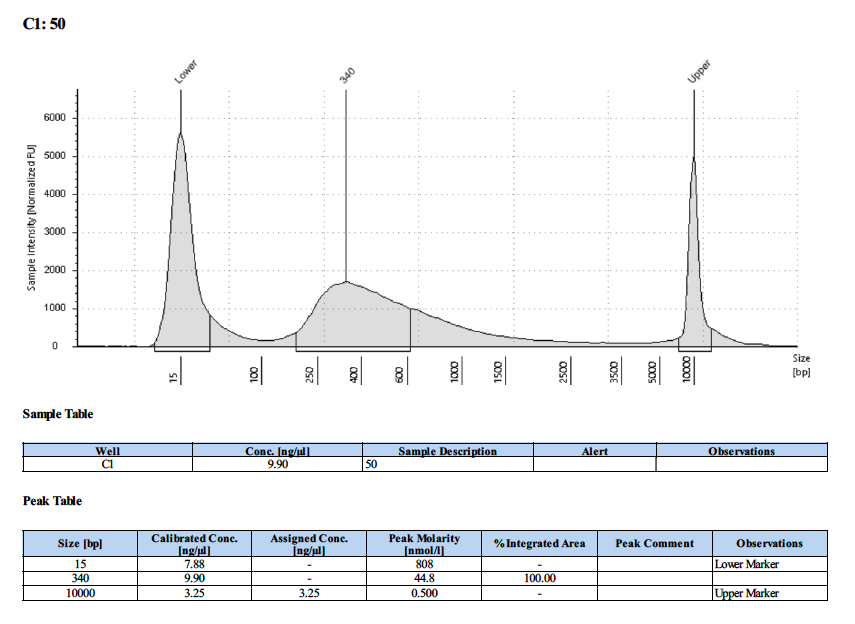 C1: 50
Lower
340
Upper
Sample Intensity [Normalized FU]
6000
5000
4000
3000
2000
1000
0
15
100
250
400
600
1000
1500
2500
3500
5000
10000
Size
[bp]
Sample Table
Well Conc. [ng/µl] Sample Description Alert Observations
C1 9.90 50
Peak Table
Size [bp] Calibrated Conc. [ng/µl] Assigned Conc. [ng/µl] Peak Molarity [nmol/l] % Integrated Area Peak Comment Observations
15 7.88 - 808 - Lower Marker
340 9.90 - 44.8 100.00
10000 3.25 3.25 0.500 - Upper Marker